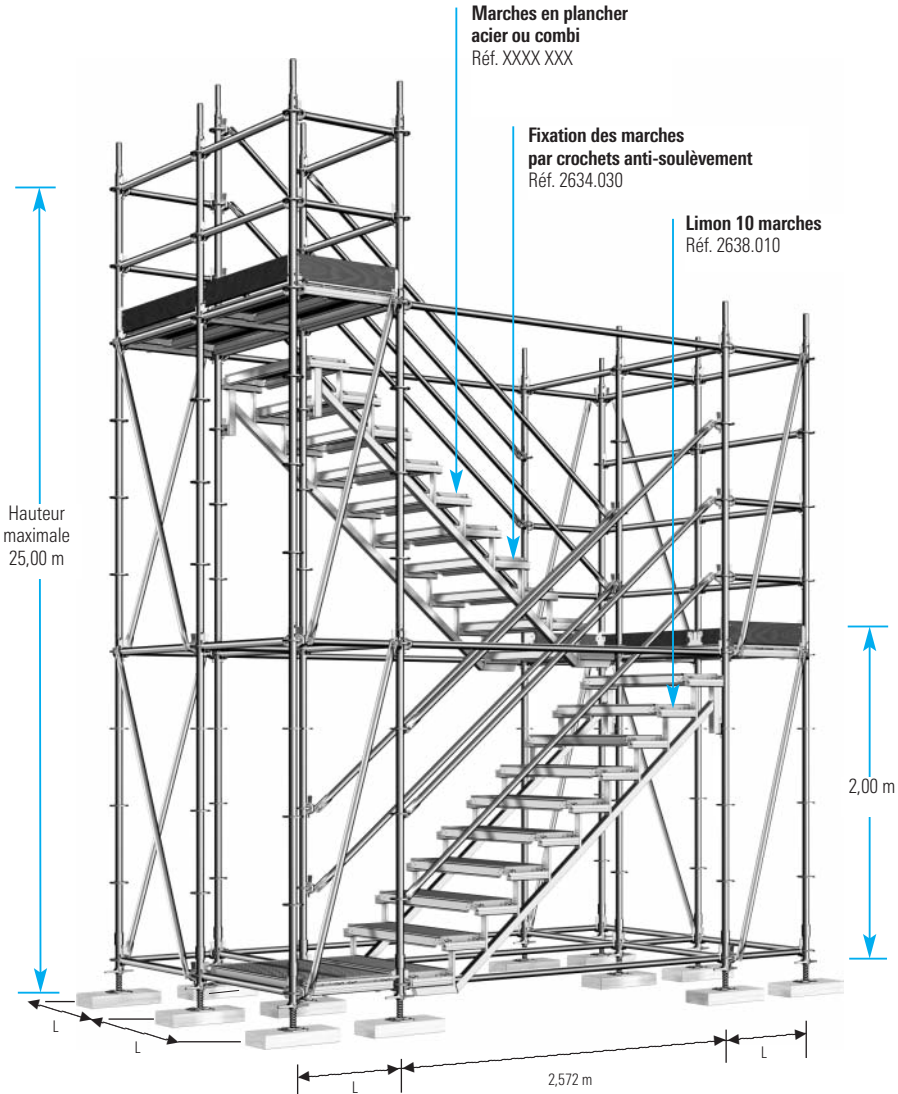 Marches en plancher
acier ou combi
Réf. XXXX XXX
Fixation des marches
par crochets anti-soulèvement
Réf. 2634.030
Limon 10 marches
Réf. 2638.010
Hauteur
maximale
25,00 m
2,00 m
L
L
L
2,572 m
L